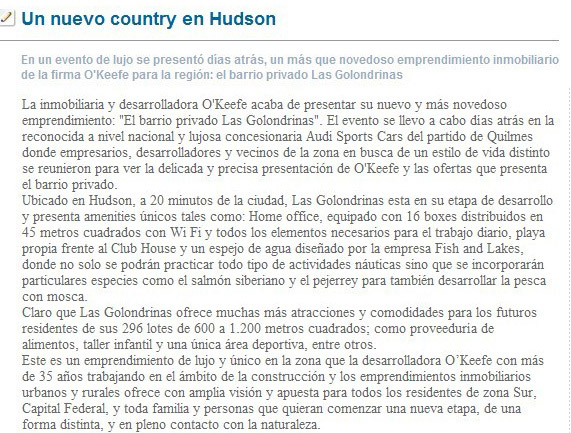 Un nuevo country en Hudson
En un evento de lujo se presentó días atrás, un más que novedoso emprendimiento inmobiliario
de la firma O'Keefe para la región: el barrio privado Las Golondrinas
La inmobiliaria y desarrolladora O'Keefe acaba de presentar su nuevo y más novedoso
emprendimiento: "El barrio privado Las Golondrinas". El evento se llevo a cabo días atrás en la
reconocida a nivel nacional y lujosa concesionaria Audi Sports Cars del partido de Quilmes
donde empresarios, desarrolladores y vecinos de la zona en busca de un estilo de vida distinto
se reunieron para ver la delicada y precisa presentación de O'Keefe y las ofertas que presenta
el barrio privado.
Ubicado en Hudson, a 20 minutos de la ciudad, Las Golondrinas esta en su etapa de desarrollo
y presenta amenities únicos tales como: Home office, equipado con 16 boxes distribuidos en
45 metros cuadrados con Wi Fi y todos los elementos necesarios para el trabajo diario, playa
propia frente al Club House y un espejo de agua diseñado por la empresa Fish and Lakes,
donde no solo se podrán practicar todo tipo de actividades náuticas sino que se incorporarán
particulares especies como el salmón siberiano y el pejerrey para también desarrollar la pesca
con mosca.
Claro que Las Golondrinas ofrece muchas más atracciones y comodidades para los futuros
residentes de sus 296 lotes de 600 a 1.200 metros cuadrados; como proveeduria de
alimentos, taller infantil y una única área deportiva, entre otros.
Este es un emprendimiento de lujo y único en la zona que la desarrolladora O’Keefe con más
de 35 años trabajando en el ámbito de la construcción y los emprendimientos inmobiliarios
urbanos y rurales ofrece con amplia visión y apuesta para todos los residentes de zona Sur,
Capital Federal, y toda familia y personas que quieran comenzar una nueva etapa, de una
forma distinta, y en pleno contacto con la naturaleza.